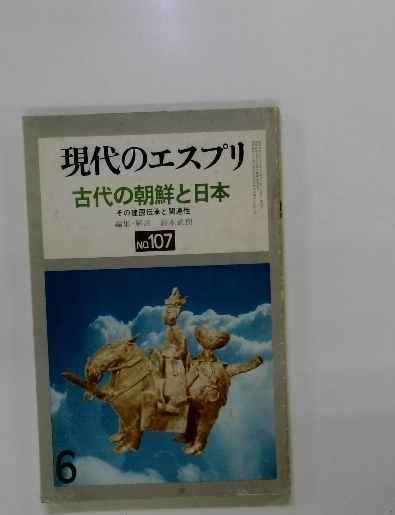 現代のエスプリ
古代の朝鮮と日本
その建国伝承と関連性
編集・解説 鈴木武樹
NO.107
6